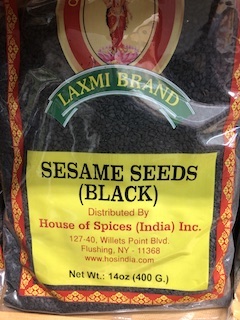 LAXMI BRAND
SESAME SEEDS
(BLACK)
Distributed By
House of Spices (India) Inc.
127-40, Willets Point Blvd.
Flushing, NY - 11368
www.hosindia.com
Net Wt.: 14oz (400 G.)